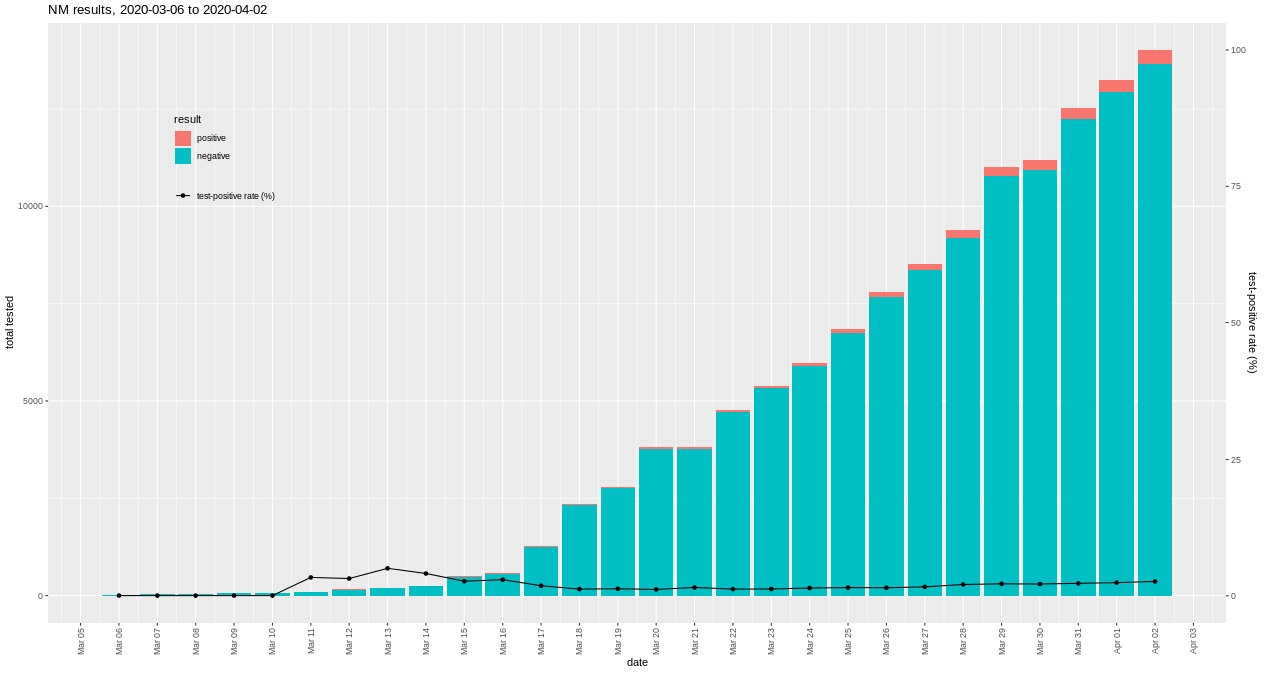 NM results, 2020-03-06 to 2020-04-02
result
positive
negative
test-positive rate (%)
total tested
10000
5000
0
100
75
50
25
0
test-positive rate (%)
Mar 05
Mar 06
Mar 07
Mar 08
Mar 09
Mar 10
Mar 11
Mar 12
Mar 13
Mar 14
Mar 15
Mar 16
Mar 17
Mar 18
Mar 19
Mar 20
Mar 21
Mar 22
Mar 23
Mar 24
Mar 25
Mar 26
Mar 27
Mar 28
Mar 29
Mar 30
Mar 31
Apr 01
Apr 02
Apr 03
date